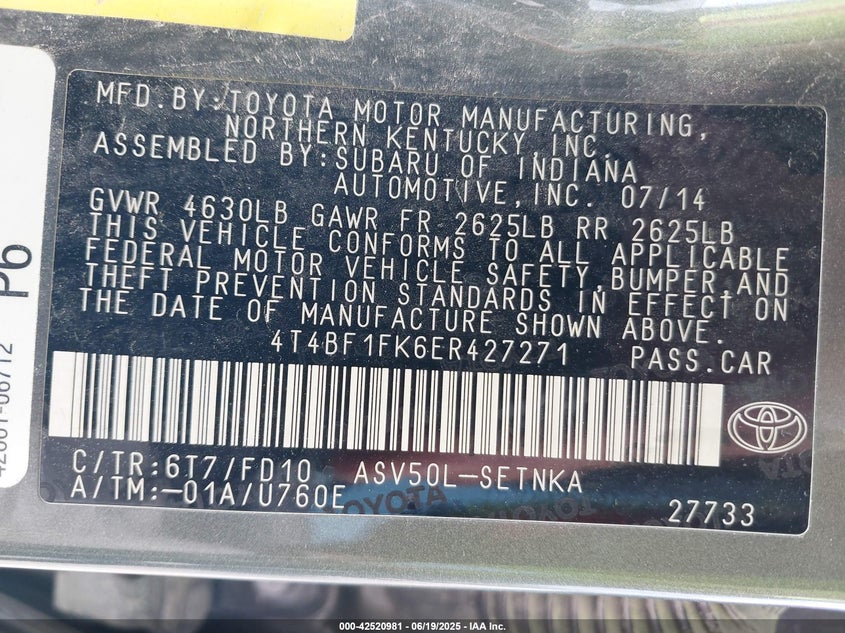 MFD.BY:TOYOTA MOTOR MANUFACTURING,
NORTHERN KENTUCKY,INC.
ASSEMBLED BY:SUBARU OF INDIANA
AUTOMOTIVE,INC. 07/14
GVWR 4630LB GAWR FR 2625LB RR 2625LB
THIS VEHICLE CONFORMS TO ALL APPLICABLE
FEDERAL MOTOR VEHICLE SAFETY,BUMPER,AND
THEFT PREVENTION STANDARDS IN EFFECT ON
THE DATE OF MANUFACTURE SHOWN ABOVE.
4T4BF1FK6ER427271 PASS.CAR
C/TR:6T7/FD10 ASV50L-SETNKA
A/TM:-01A/U760E
27733
TOYOTA
P6
000-42520981 - 06/19/2025 - IAA Inc.